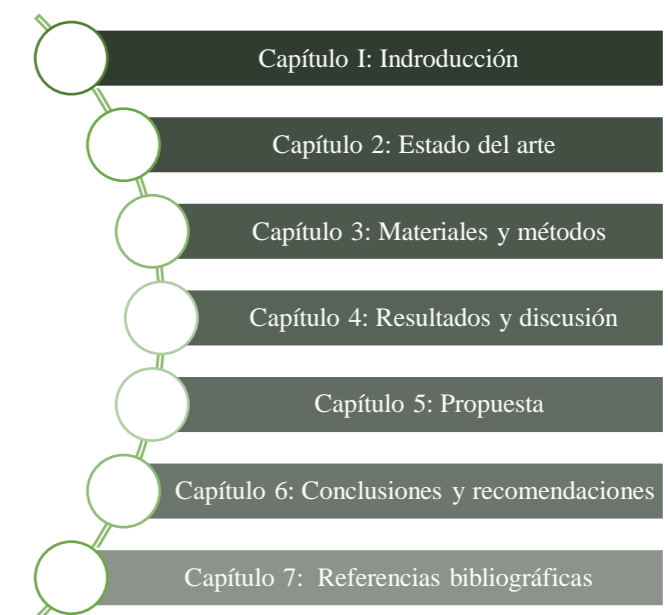 Capítulo I: Indroducción
Capítulo 2: Estado del arte
Capítulo 3: Materiales y métodos
Capítulo 4: Resultados y discusión
Capítulo 5: Propuesta
Capítulo 6: Conclusiones y recomendaciones
Capítulo 7: Referencias bibliográficas